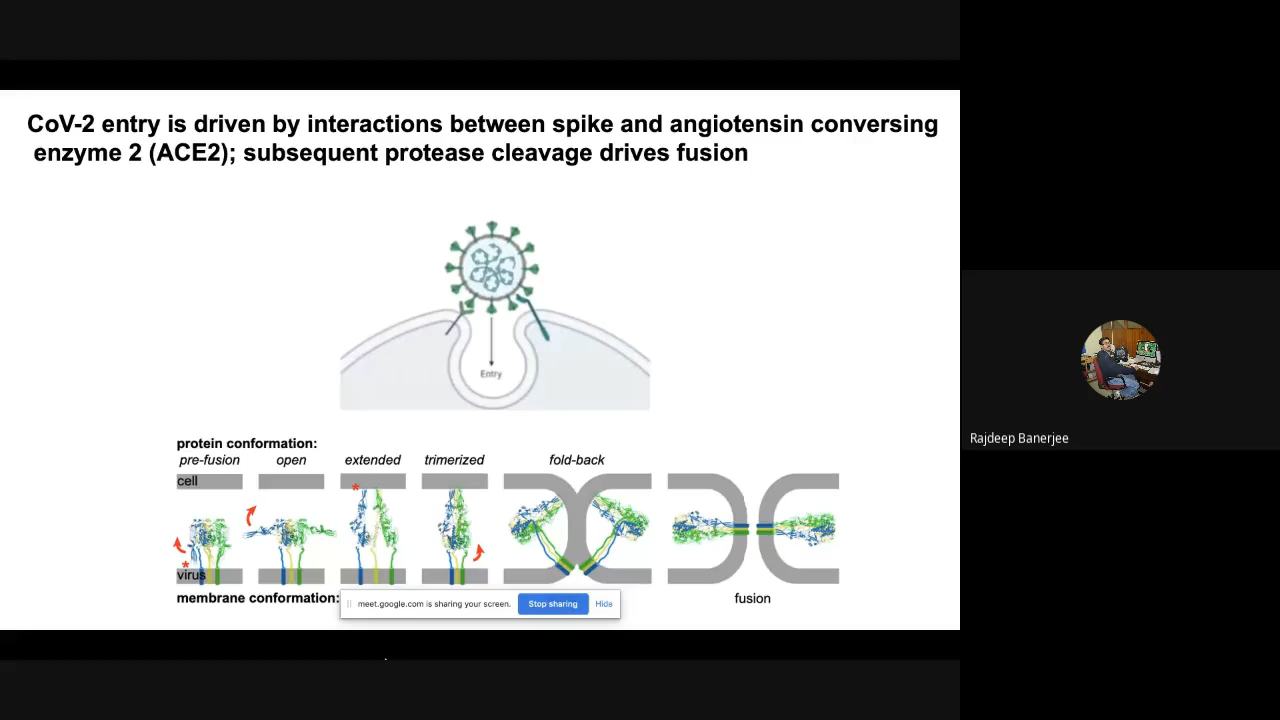 CoV-2 entry is driven by interactions between spike and angiotensin conversing
enzyme 2 (ACE2); subsequent protease cleavage drives fusion
Entry
protein conformation:
pre-fusion open extended trimerized fold-back
cell
*
*
virus
membrane conformation:
fusion
meet.google.com is sharing your screen. Stop sharing Hide
Rajdeep Banerjee